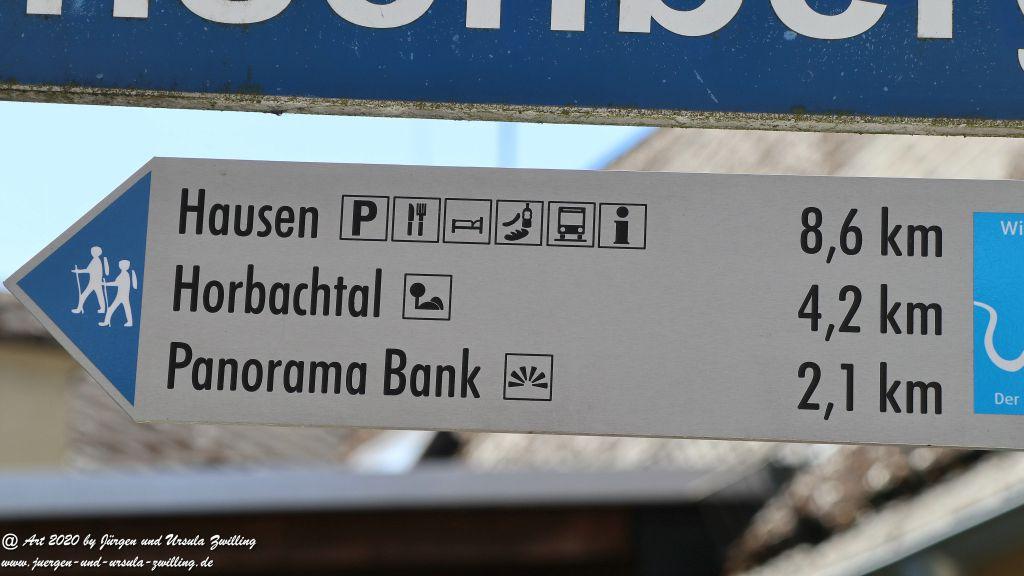 Hausen P i 8,6 km
Horbachtal 4,2 km
Panorama Bank 2,1 km
Der
@ Art 2020 by Jürgen und Ursula Zwilling
www.juergen-und-ursula-zwilling.de